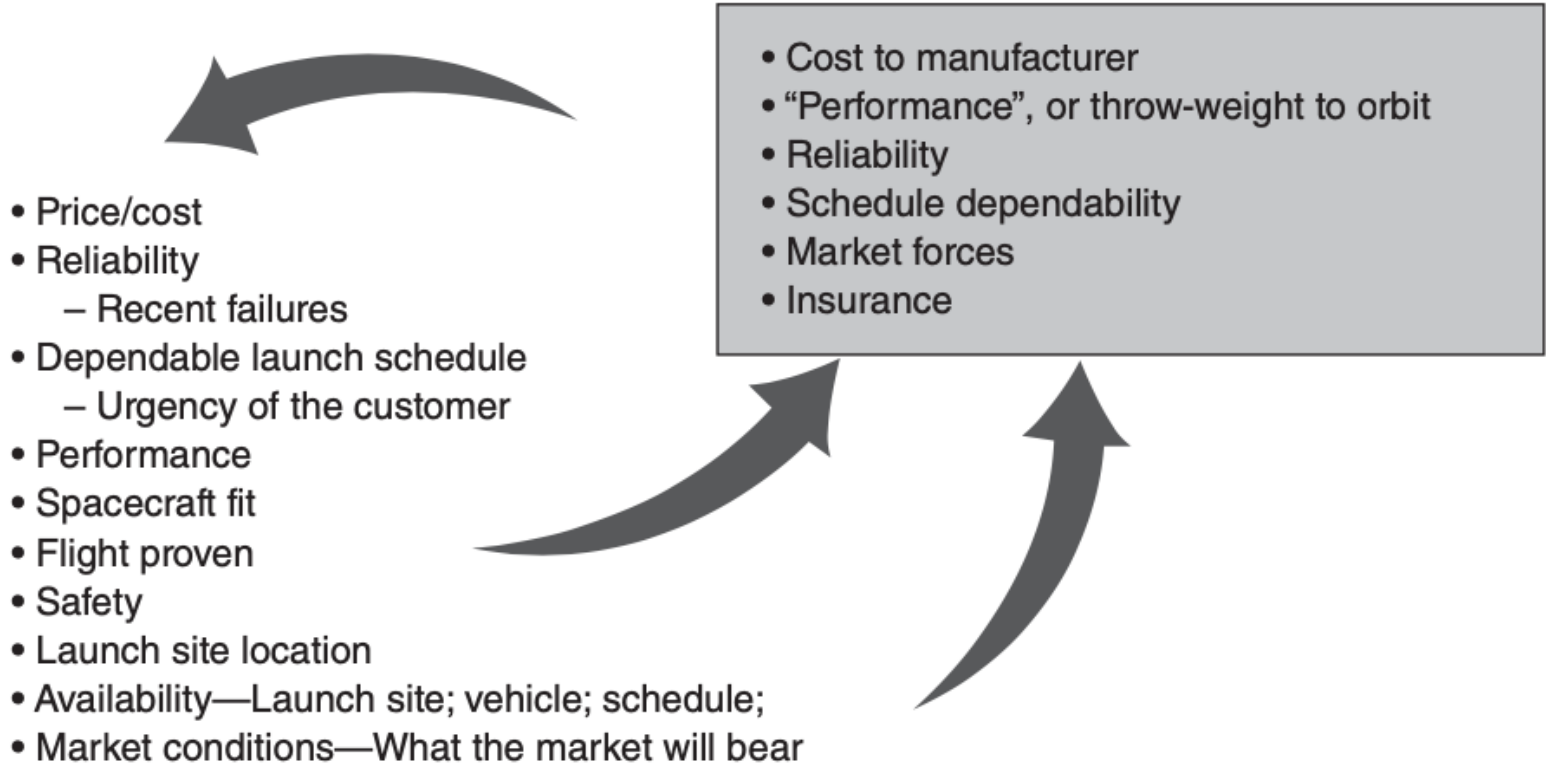 • Cost to manufacturer
• “Performance”, or throw-weight to orbit
• Reliability
• Schedule dependability
• Market forces
• Insurance
• Price/cost
• Reliability
– Recent failures
• Dependable launch schedule
– Urgency of the customer
• Performance
• Spacecraft fit
• Flight proven
• Safety
• Launch site location
• Availability—Launch site; vehicle; schedule;
• Market conditions—What the market will bear